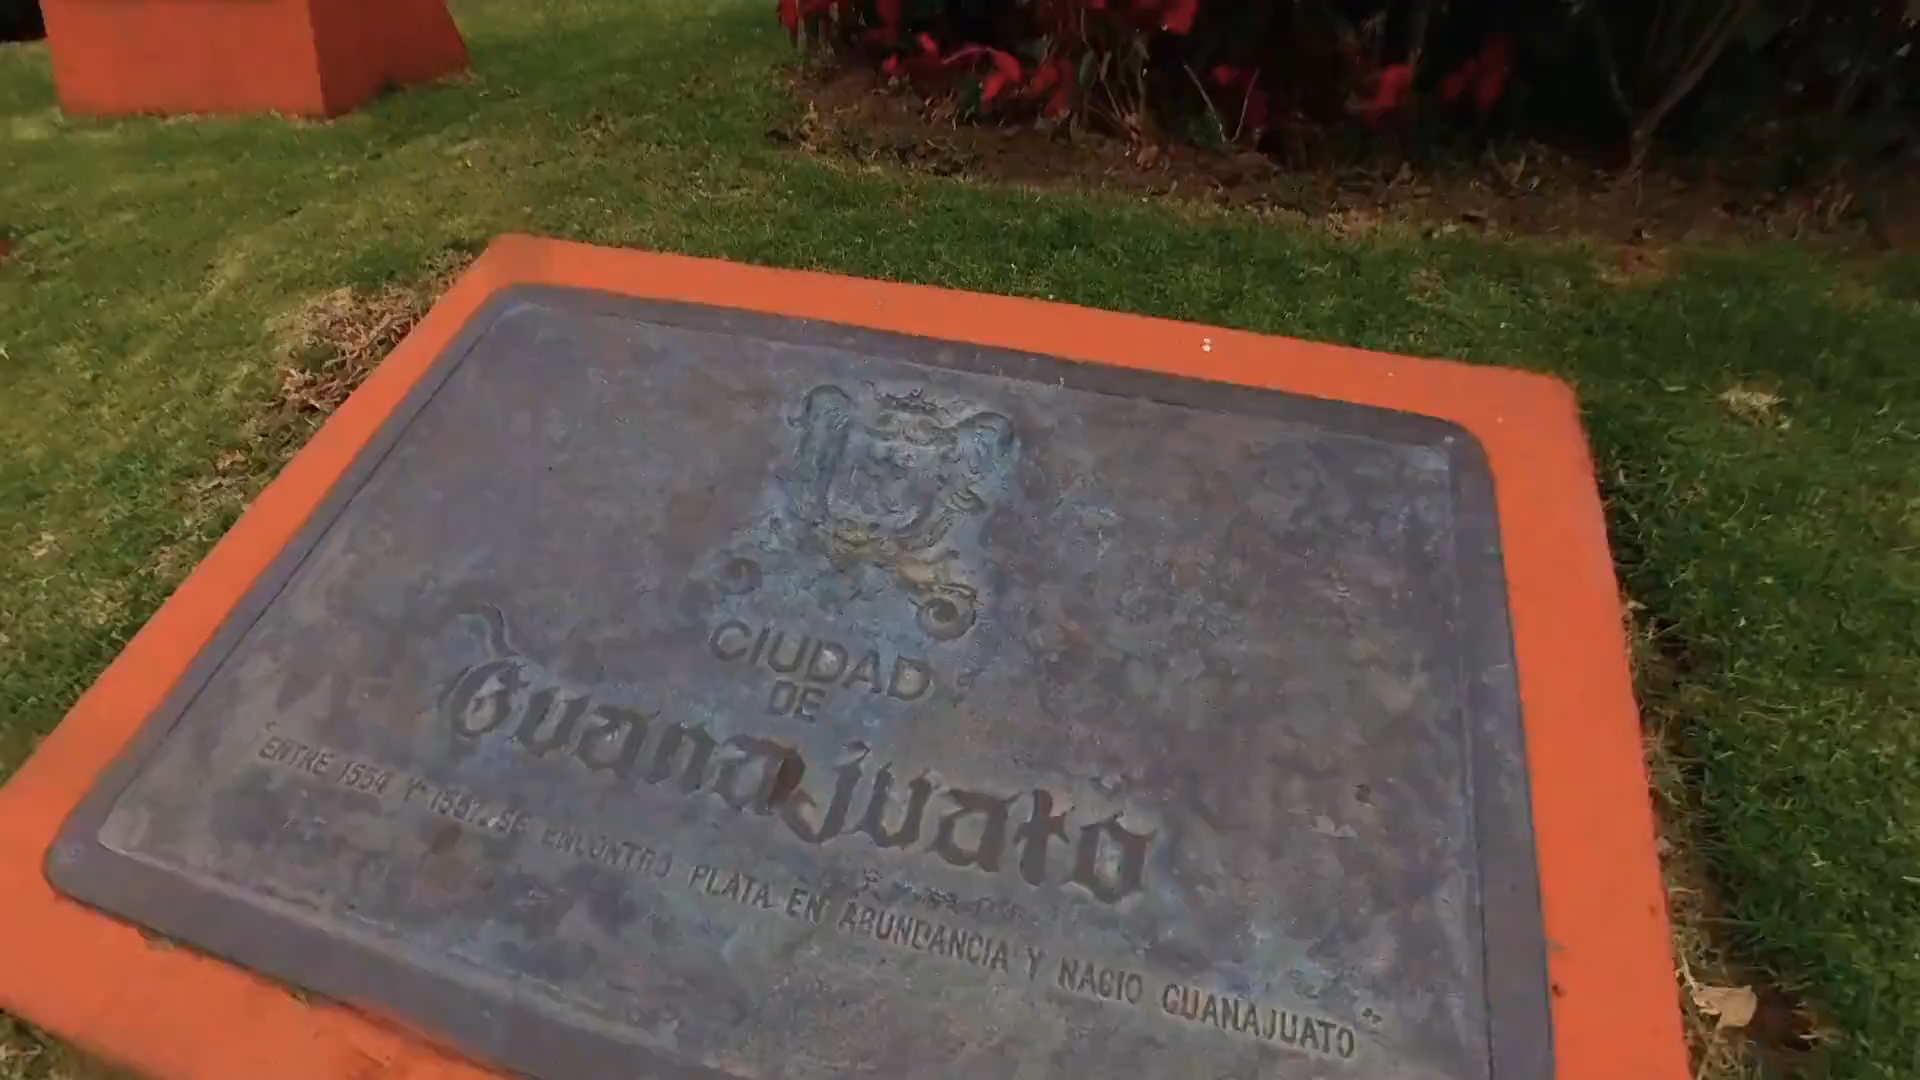 CIUDAD
DE
Guanajuato
"ENTRE 1554 Y 1557, SE ENCONTRO PLATA EN ABUNDANCIA Y NACIO GUANAJUATO"